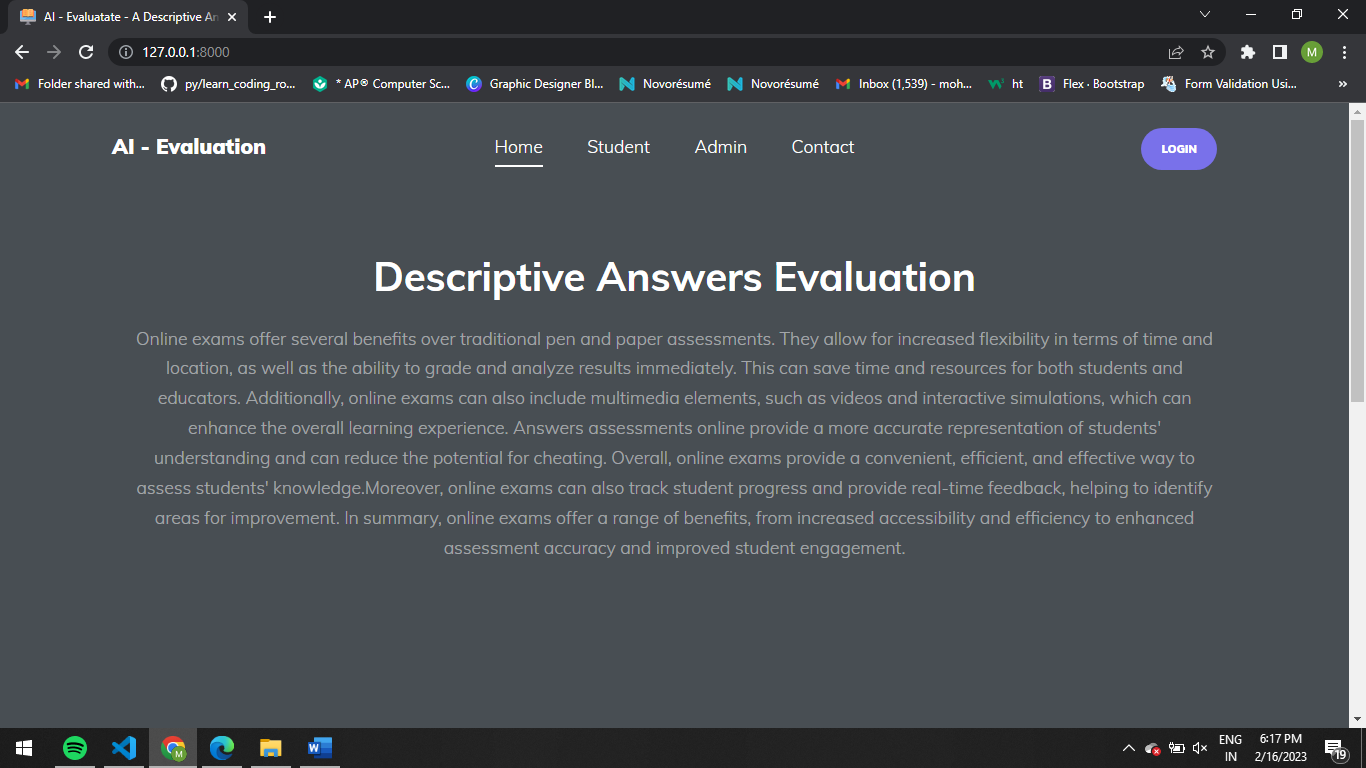 AI - Evaluatate - A Descriptive An
127.0.0.1:8000
M
Folder shared with...
py/learn_coding_ro...
* AP® Computer Sc...
Graphic Designer Bl...
Novorésumé
Novorésumé
Inbox (1,539) - moh...
ht
Flex · Bootstrap
Form Validation Usi...
»
AI - Evaluation
Home
Student
Admin
Contact
LOGIN
Descriptive Answers Evaluation
Online exams offer several benefits over traditional pen and paper assessments. They allow for increased flexibility in terms of time and
location, as well as the ability to grade and analyze results immediately. This can save time and resources for both students and
educators. Additionally, online exams can also include multimedia elements, such as videos and interactive simulations, which can
enhance the overall learning experience. Answers assessments online provide a more accurate representation of students'
understanding and can reduce the potential for cheating. Overall, online exams provide a convenient, efficient, and effective way to
assess students' knowledge.Moreover, online exams can also track student progress and provide real-time feedback, helping to identify
areas for improvement. In summary, online exams offer a range of benefits, from increased accessibility and efficiency to enhanced
assessment accuracy and improved student engagement.
ENG
IN
6:17 PM
2/16/2023
19